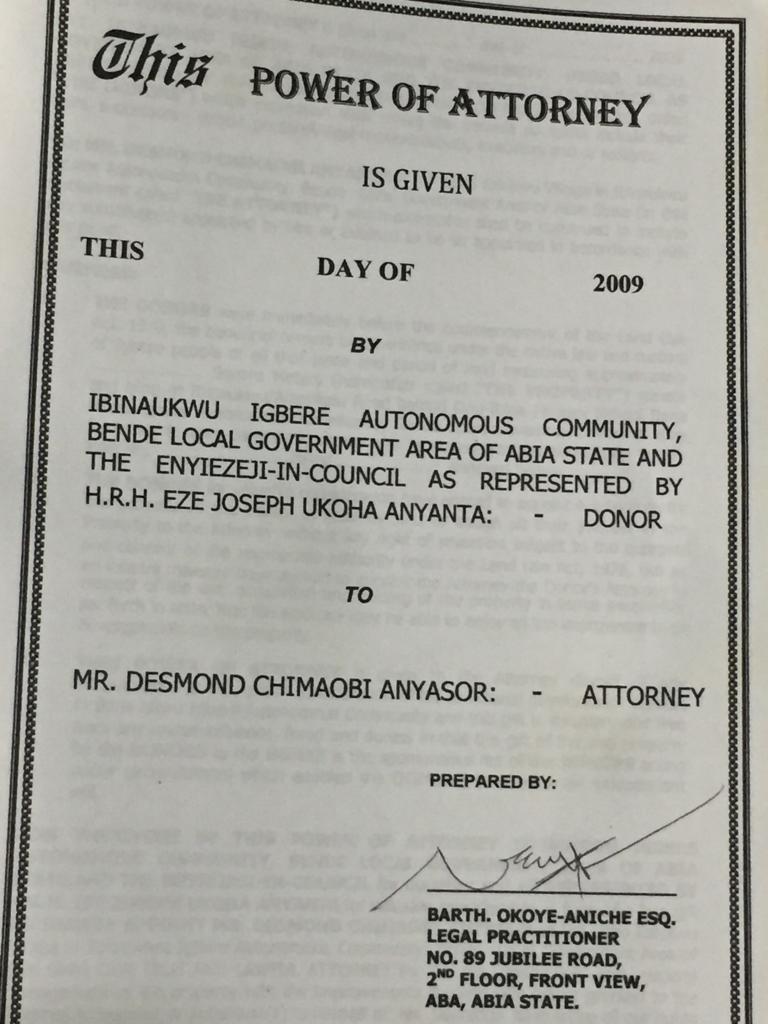 This POWER OF ATTORNEY
IS GIVEN
THIS DAY OF 2009
BY
IBINAUKWU IGBERE AUTONOMOUS COMMUNITY,
BENDE LOCAL GOVERNMENT AREA OF ABIA STATE AND
THE ENYIEZEJI-IN-COUNCIL AS REPRESENTED BY
H.R.H. EZE JOSEPH UKOHA ANYANTA: - DONOR
TO
MR. DESMOND CHIMAOBI ANYASOR: - ATTORNEY
PREPARED BY:
BARTH. OKOYE-ANICHE ESQ.
LEGAL PRACTITIONER
NO. 89 JUBILEE ROAD,
2ND FLOOR, FRONT VIEW,
ABA, ABIA STATE.